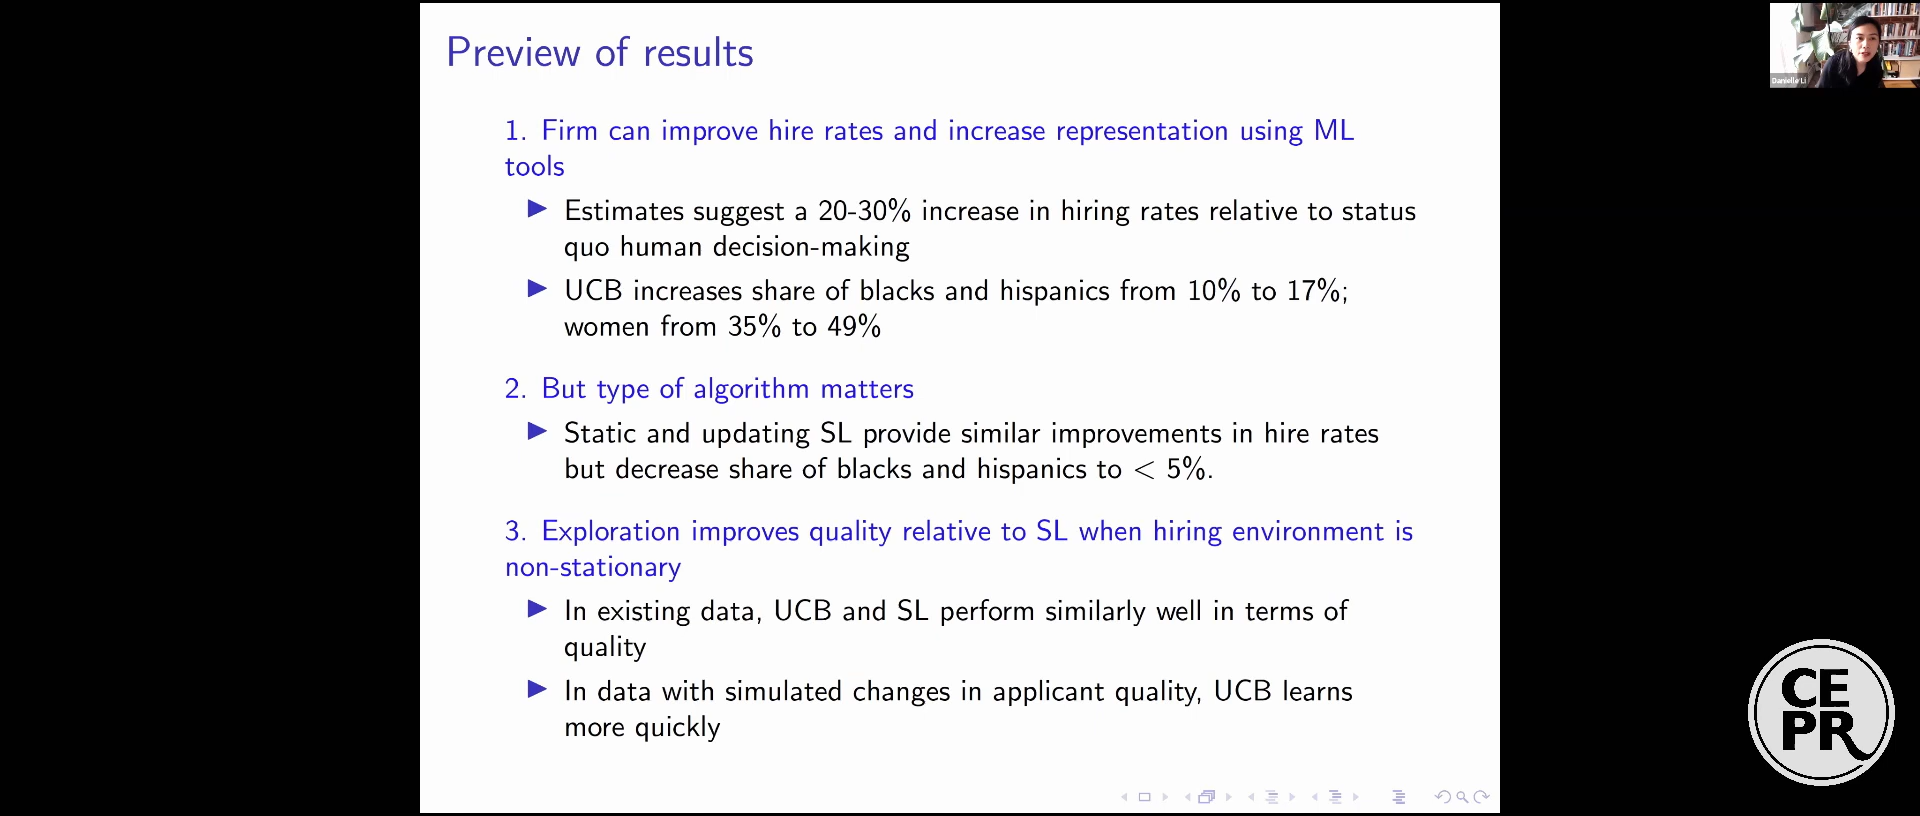 Preview of results
Danielle Li
1. Firm can improve hire rates and increase representation using ML
tools
Estimates suggest a 20-30% increase in hiring rates relative to status
quo human decision-making
UCB increases share of blacks and hispanics from 10% to 17%;
women from 35% to 49%
2. But type of algorithm matters
Static and updating SL provide similar improvements in hire rates
but decrease share of blacks and hispanics to < 5%.
3. Exploration improves quality relative to SL when hiring environment is
non-stationary
In existing data, UCB and SL perform similarly well in terms of
quality
In data with simulated changes in applicant quality, UCB learns
more quickly
CE
PR